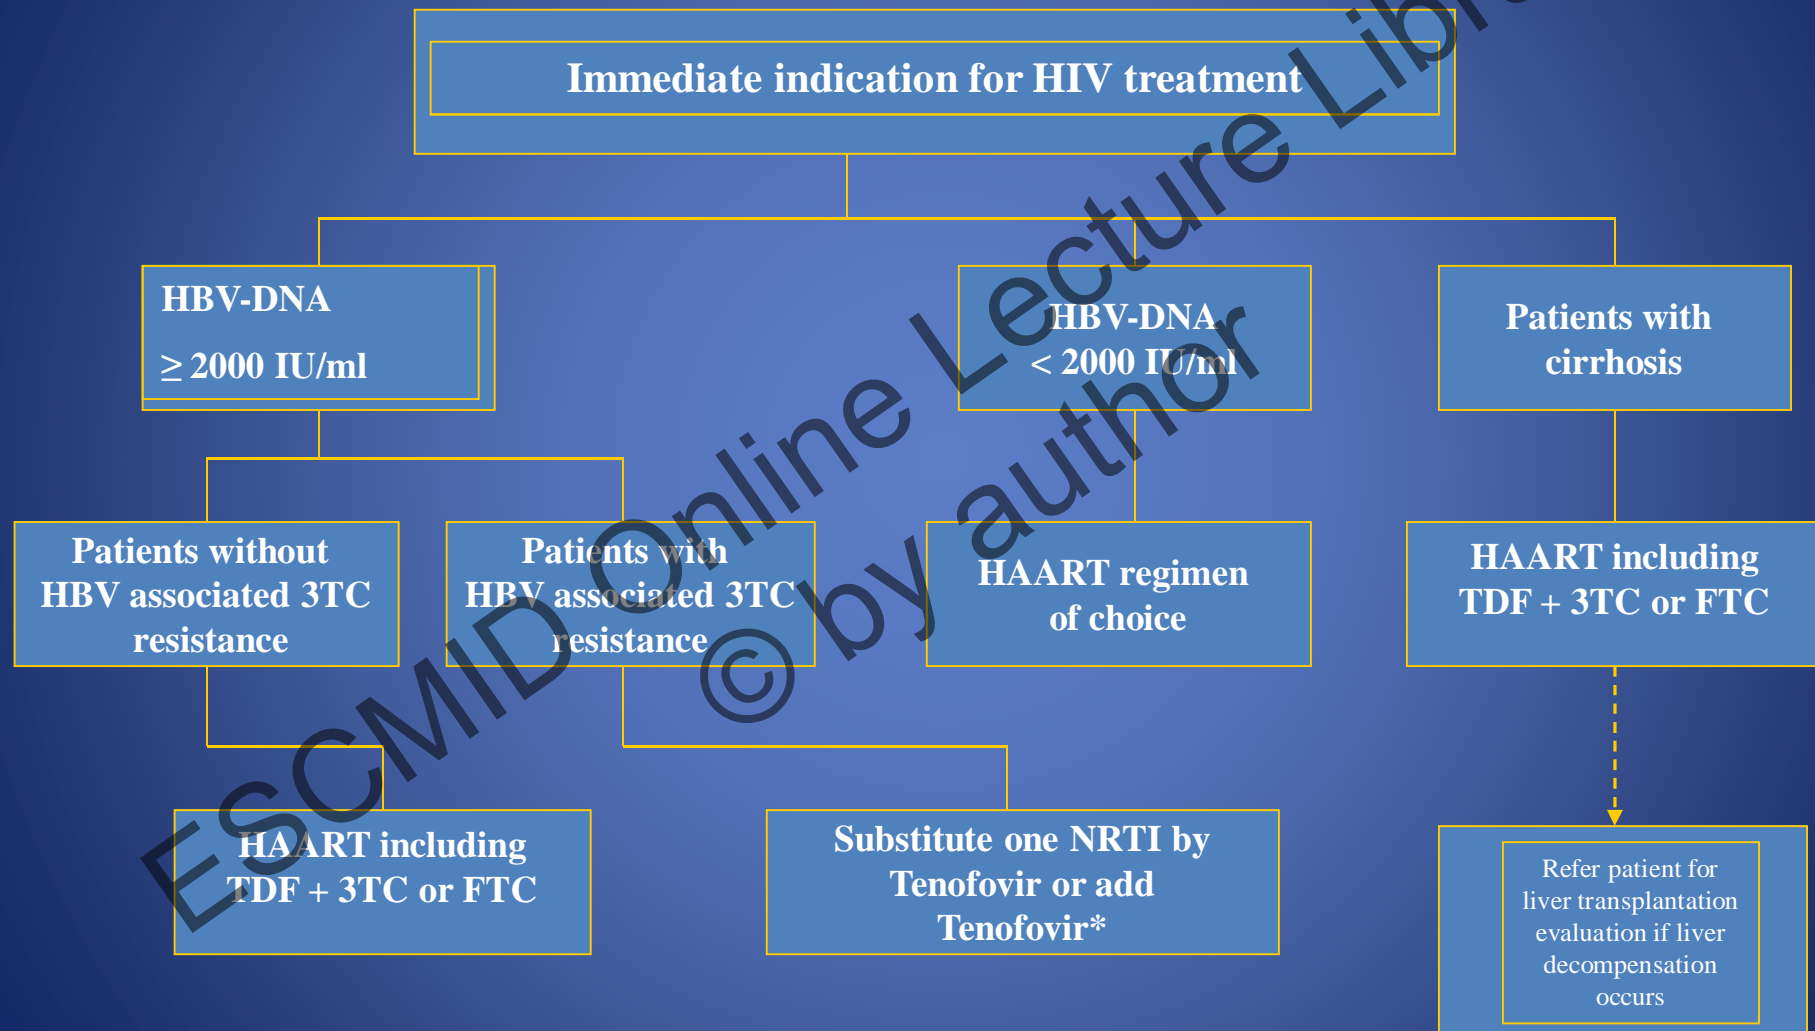 Immediate indication for HIV treatment
HBV-DNA
≥ 2000 IU/ml
HBV-DNA
< 2000 IU/ml
Patients with
cirrhosis
Patients without
HBV associated 3TC
resistance
Patients with
HBV associated 3TC
resistance
HAART regimen
of choice
HAART including
TDF + 3TC or FTC
HAART including
TDF + 3TC or FTC
Substitute one NRTI by
Tenofovir or add
Tenofovir*
Refer patient for
liver transplantation
evaluation if liver
decompensation
occurs
ESCMID Online Lecture
© by author